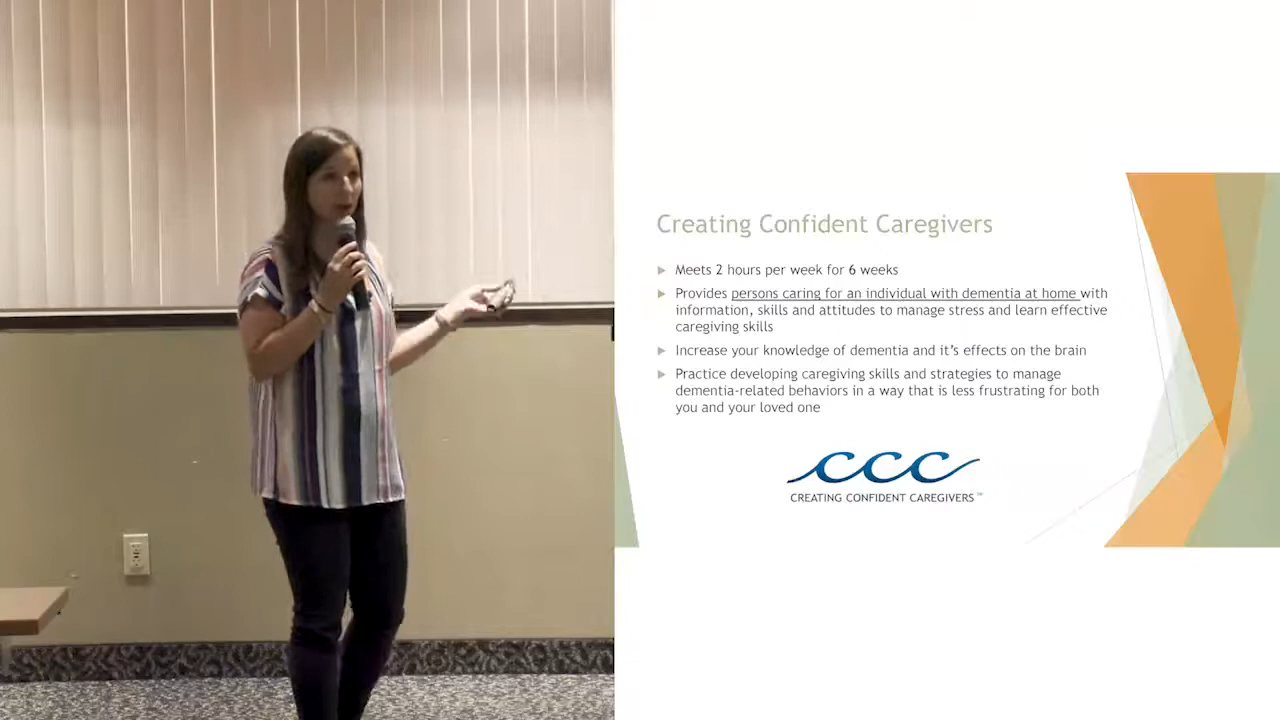 Creating Confident Caregivers
Meets 2 hours per week for 6 weeks
Provides persons caring for an individual with dementia at home with
information, skills and attitudes to manage stress and learn effective
caregiving skills
Increase your knowledge of dementia and it's effects on the brain
Practice developing caregiving skills and strategies to manage
dementia-related behaviors in a way that is less frustrating for both
you and your loved one
ccc
CREATING CONFIDENT CAREGIVERS™